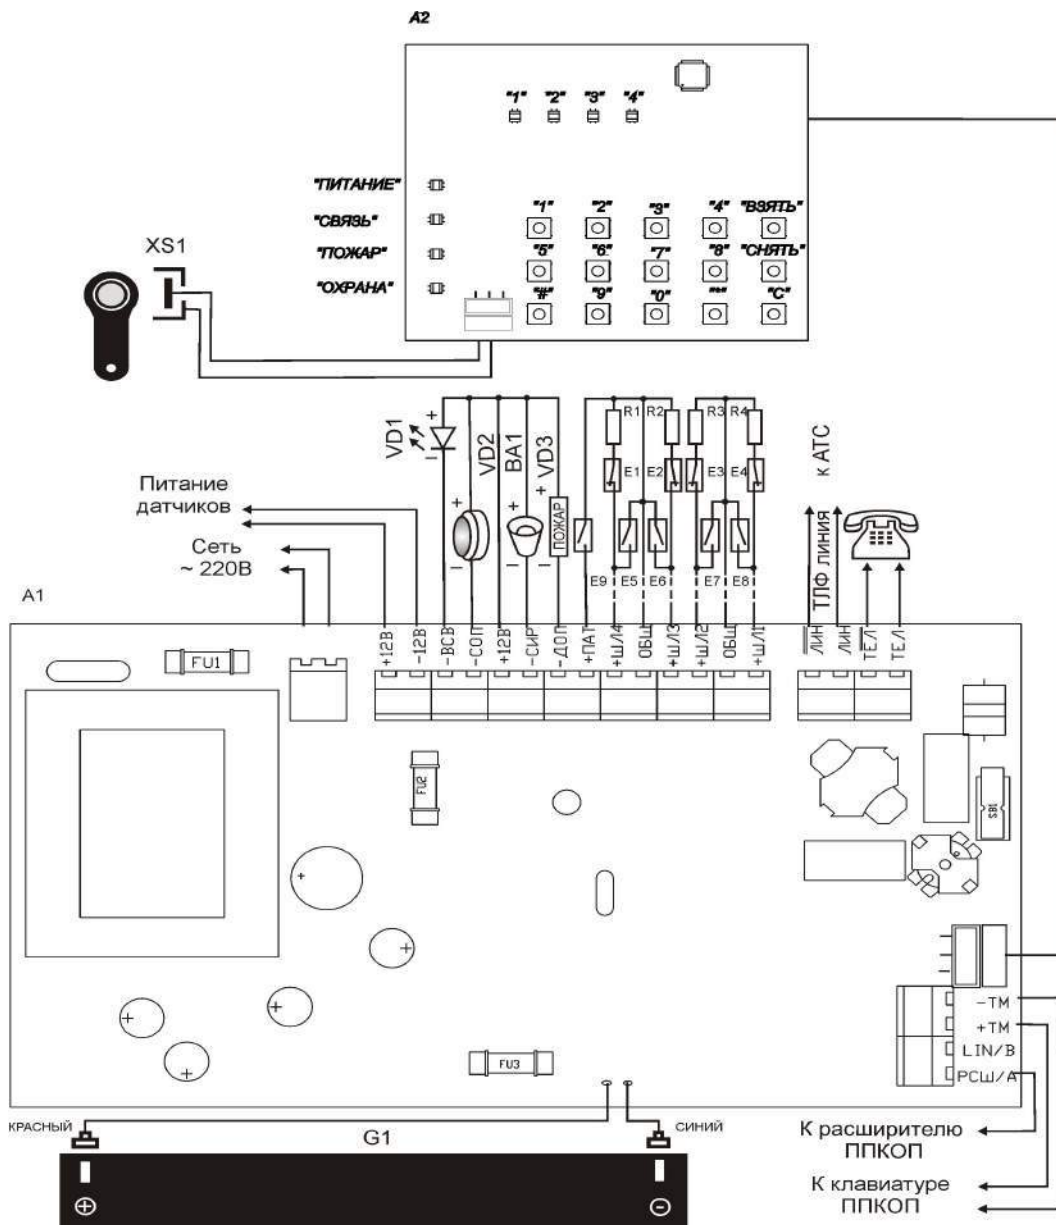 A2
"1" "2" "3" "4"
"ПИТАНИЕ"
"СВЯЗЬ"
"ПОЖАР"
"ОХРАНА"
"1" "2" "3" "4" "ВЗЯТЬ"
"5" "6" "7" "8" "СНЯТЬ"
"#" "9" "0" "*" "C"
XS1
VD1
+
−
VD2
+
−
BA1
+
−
VD3
+
−
ПОЖАР
R1 R2 R3 R4
E1 E2 E3 E4
E9 E5 E6 E7 E8
ТЛФ линия
к АТС
Питание
датчиков
Сеть
~ 220В
A1
+12В
-12В
-ВСВ
-СОП
+12В
-СИР
-ДОП
+ПАТ
+ШЛ4
ОБЩ
+ШЛ3
+ШЛ2
ОБЩ
+ШЛ1
ЛИН
ЛИН
ТЕЛ
ТЕЛ
FU1
FU2
SB1
+
+
+
+
+
FU3
-TM
+TM
LIN/B
РСШ/А
КРАСНЫЙ
G1
СИНИЙ
+
−
К расширителю
ППКОП
К клавиатуре
ППКОП